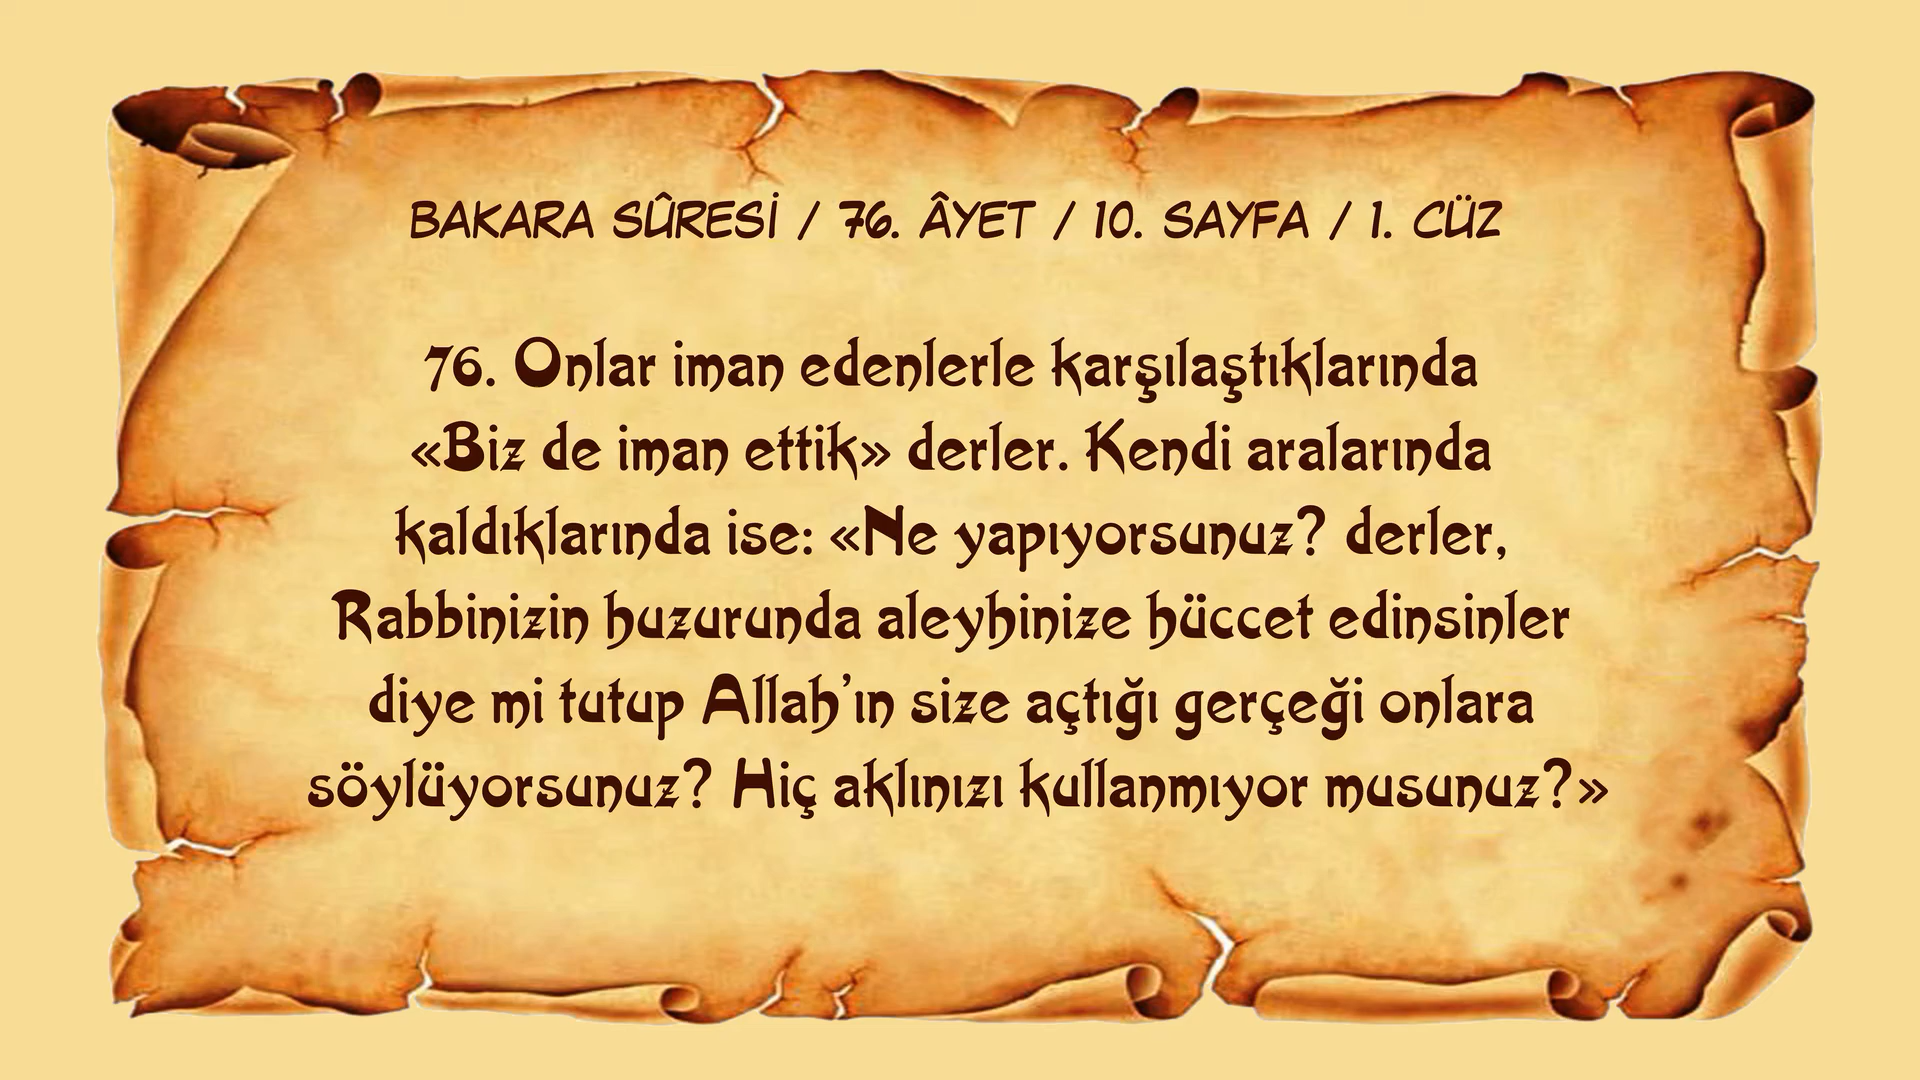 BAKARA SÛRESİ / 76. ÂYET / 10. SAYFA / 1. CÜZ
76. Onlar iman edenlerle karşılaştıklarında
«Biz de iman ettik» derler. Kendi aralarında
kaldıklarında ise: «Ne yapıyorsunuz? derler,
Rabbinizin huzurunda aleyhinize hüccet edinsinler
diye mi tutup Allah’ın size açtığı gerçeği onlara
söylüyorsunuz? Hiç aklınızı kullanmıyor musunuz?»